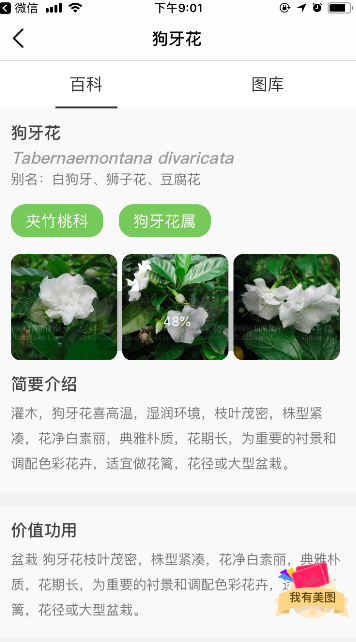 微信
下午9:01
狗牙花
百科
图库
狗牙花
Tabernaemontana divaricata
别名：白狗牙、狮子花、豆腐花
夹竹桃科
狗牙花属
48%
简要介绍
灌木，狗牙花喜高温，湿润环境，枝叶茂密，株型紧
凑，花净白素丽，典雅朴质，花期长，为重要的衬景和
调配色彩花卉，适宜做花篱，花径或大型盆栽。
价值功用
盆栽 狗牙花枝叶茂密，株型紧凑，花净白素丽，典雅朴
质，花期长，为重要的衬景和调配色彩花卉，
篱，花径或大型盆栽。
我有美图